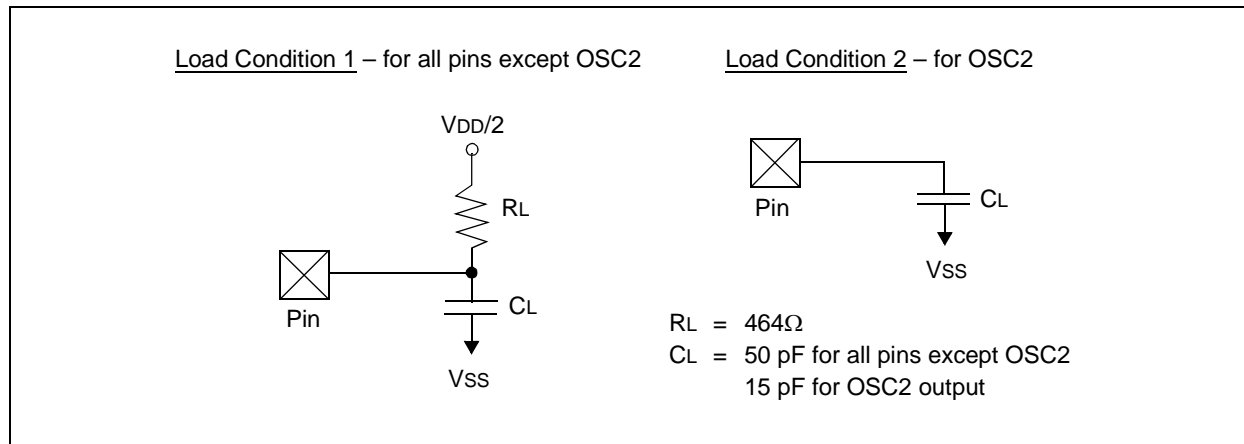 Load Condition 1 – for all pins except OSC2
Load Condition 2 – for OSC2
VDD/2
RL
Pin
CL
VSS
Pin
CL
VSS
RL = 464Ω
CL = 50 pF for all pins except OSC2
15 pF for OSC2 output